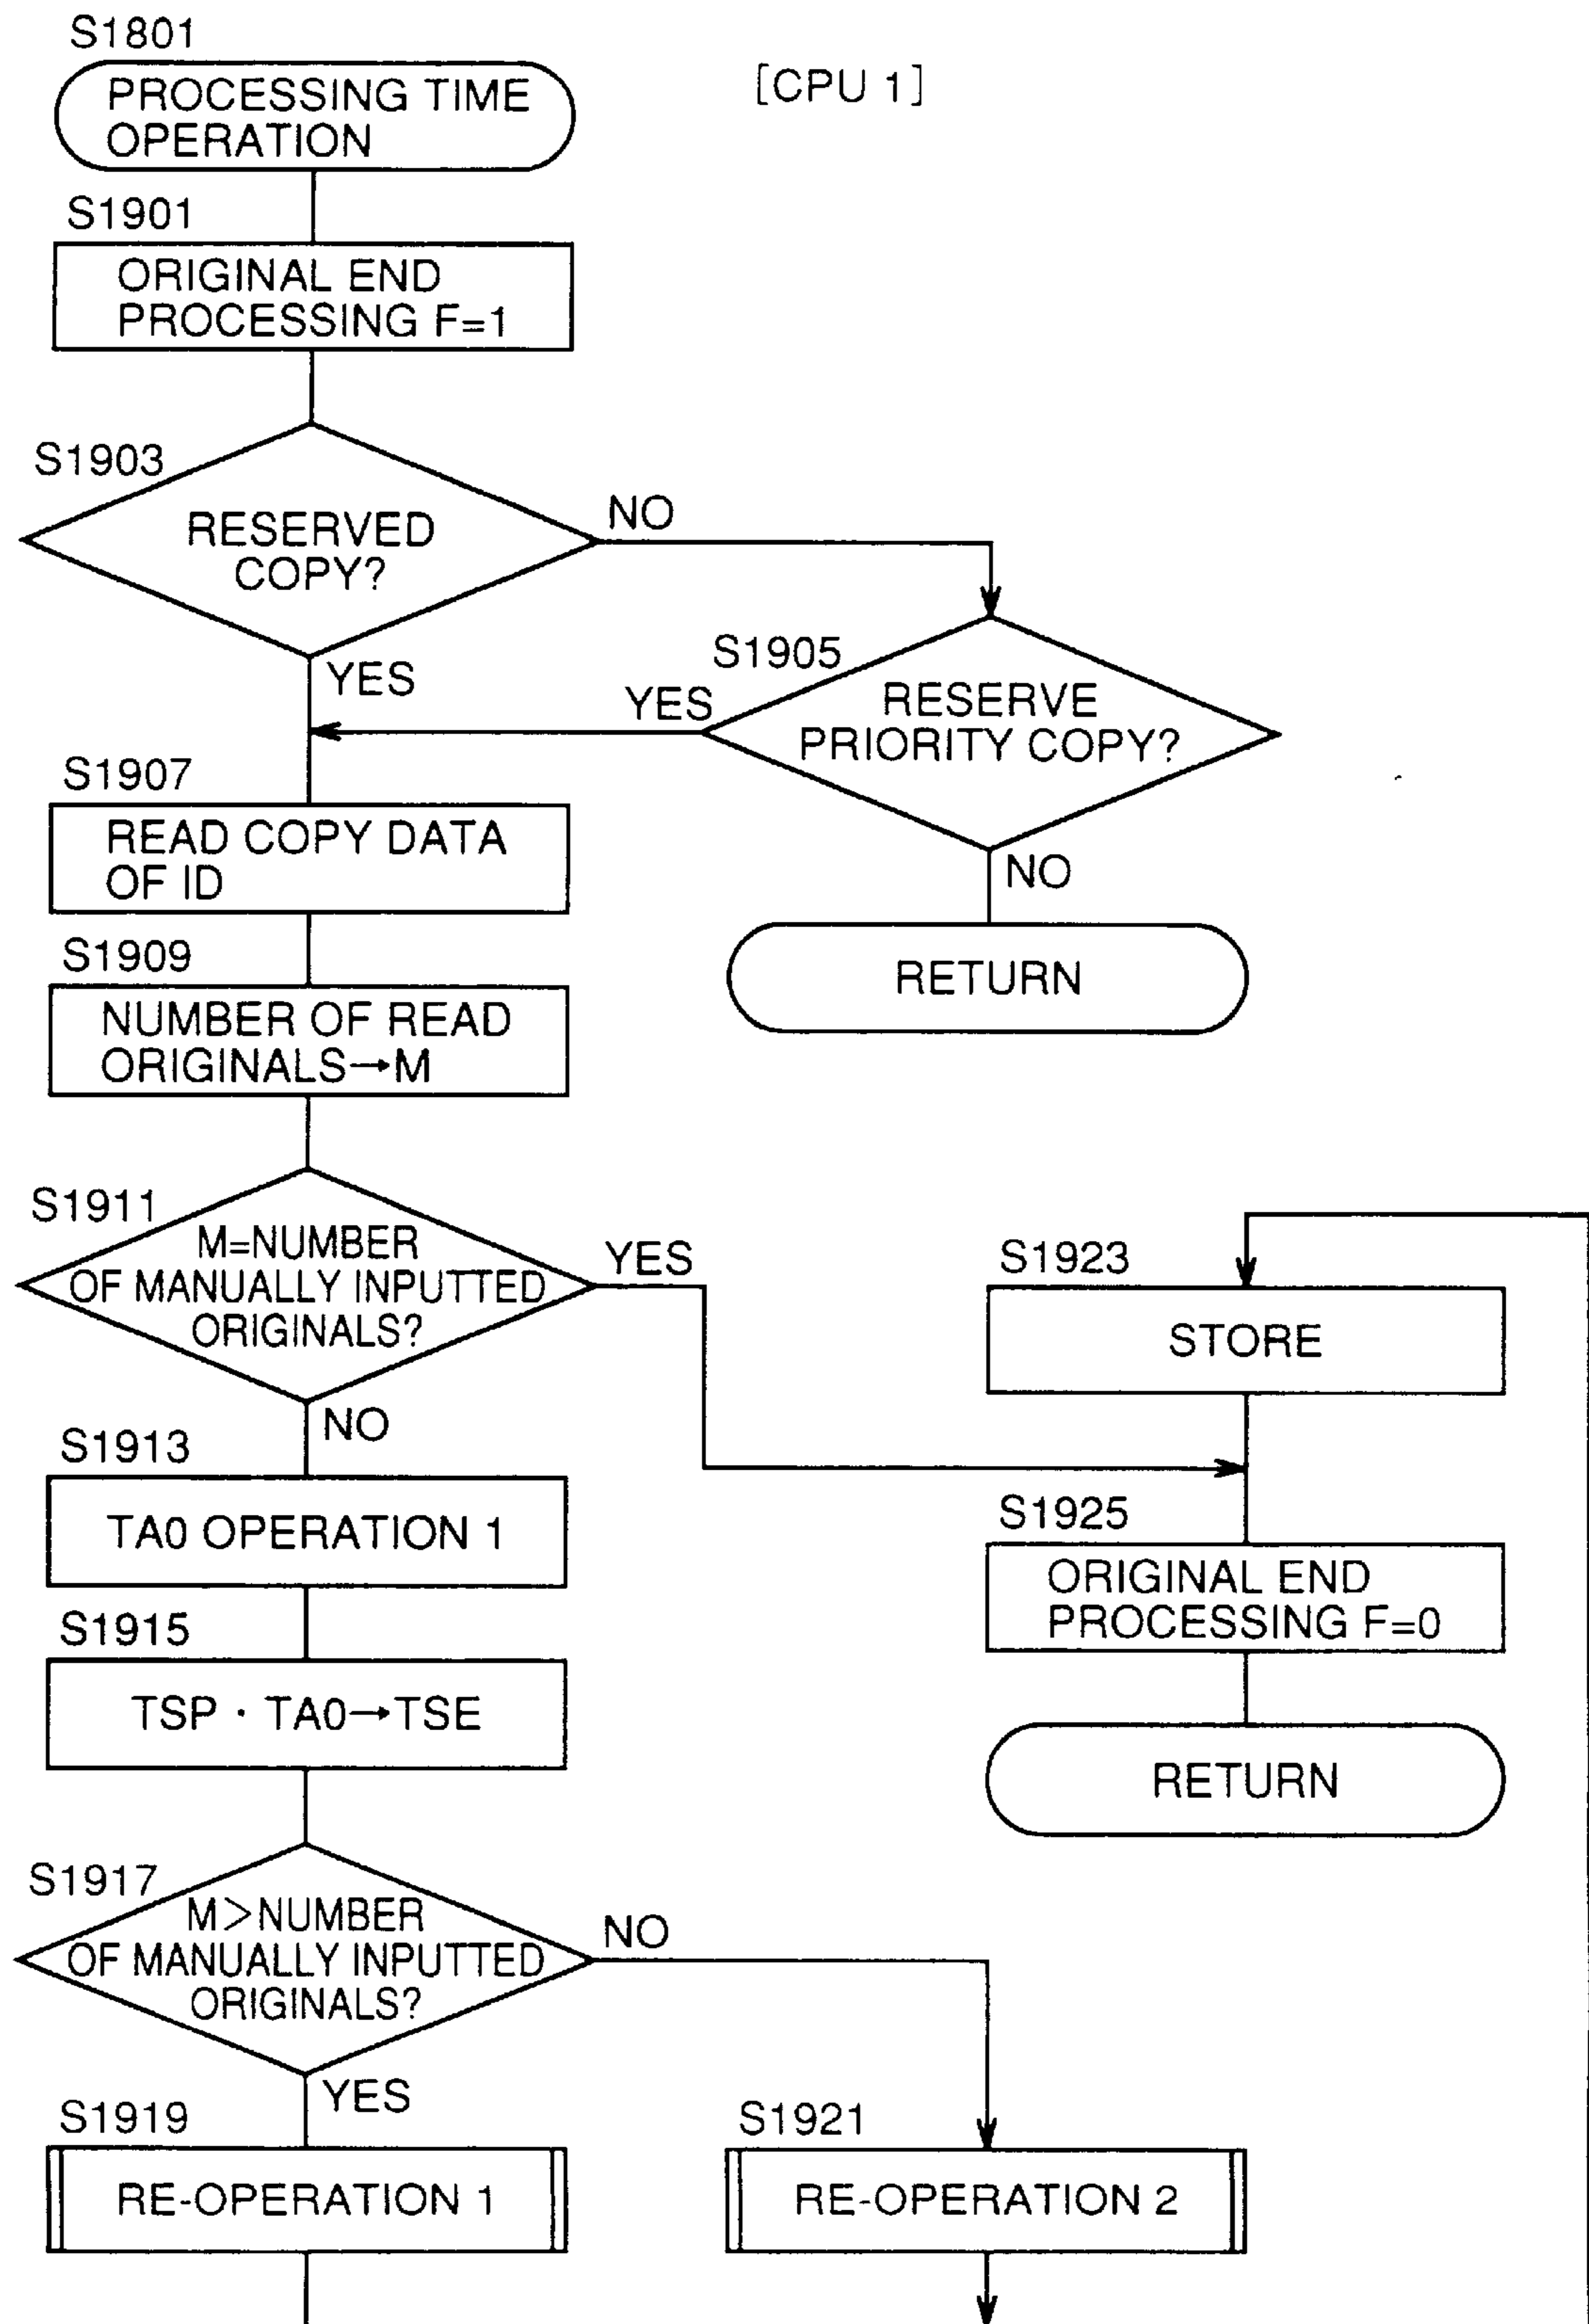 S1801
[CPU 1]
PROCESSING TIME
OPERATION
S1901
ORIGINAL END
PROCESSING F=1
S1903
RESERVED
COPY?
NO
YES
S1905
RESERVE
PRIORITY COPY?
YES
NO
RETURN
S1907
READ COPY DATA
OF ID
S1909
NUMBER OF READ
ORIGINALS→M
S1911
M=NUMBER
OF MANUALLY INPUTTED
ORIGINALS?
YES
NO
S1913
TA0 OPERATION 1
S1915
TSP · TA0→TSE
S1917
M>NUMBER
OF MANUALLY INPUTTED
ORIGINALS?
NO
YES
S1919
RE-OPERATION 1
S1921
RE-OPERATION 2
S1923
STORE
S1925
ORIGINAL END
PROCESSING F=0
RETURN